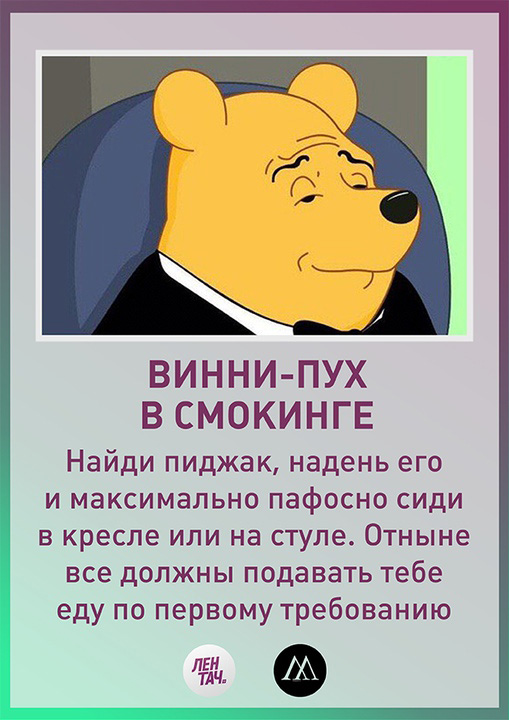 ВИННИ-ПУХ
В СМОКИНГЕ
Найди пиджак, надень его
и максимально пафосно сиди
в кресле или на стуле. Отныне
все должны подавать тебе
еду по первому требованию
ЛЕН
ТАЧ.